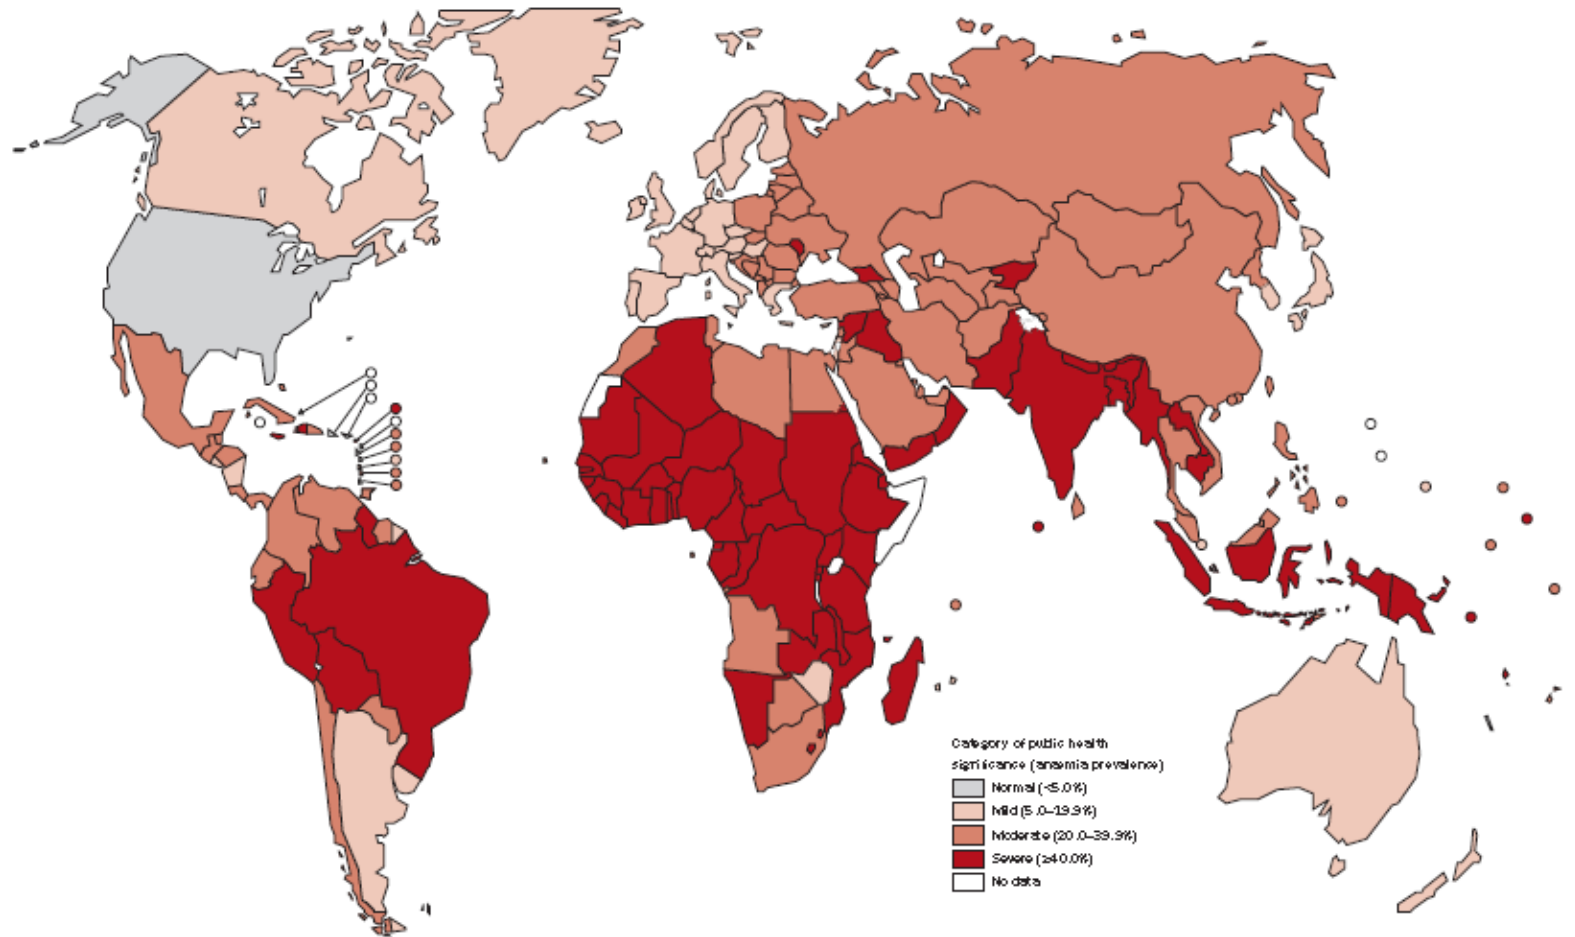 Category of public health
significance (anaemia prevalence)
Normal (<5.0%)
Mild (5.0–19.9%)
Moderate (20.0–39.9%)
Severe (≥40.0%)
No data